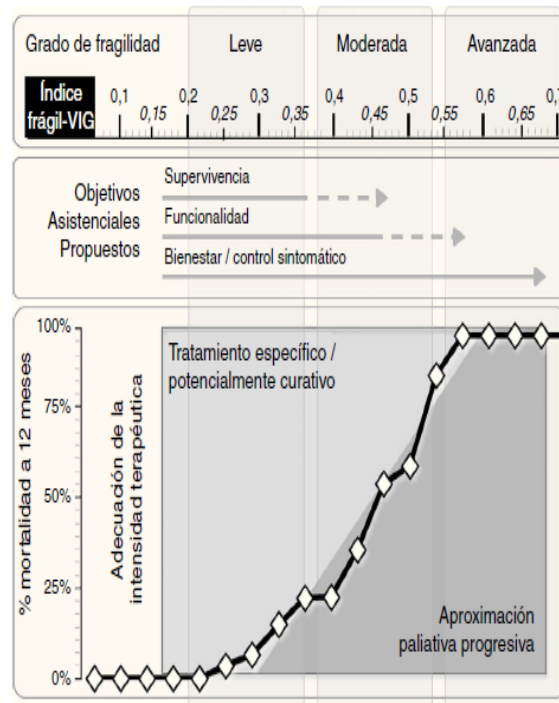 Grado de fragilidad Leve Moderada Avanzada
Índice
frágil-VIG
0,1 0,2 0,3 0,4 0,5 0,6
0,15 0,25 0,35 0,45 0,55 0,65
Objetivos
Asistenciales
Propuestos
Supervivencia
Funcionalidad
Bienestar / control sintomático
% mortalidad a 12 meses
100%
75%
50%
25%
0%
Adecuación de la
intensidad terapéutica
Tratamiento específico /
potencialmente curativo
Aproximación
paliativa progresiva